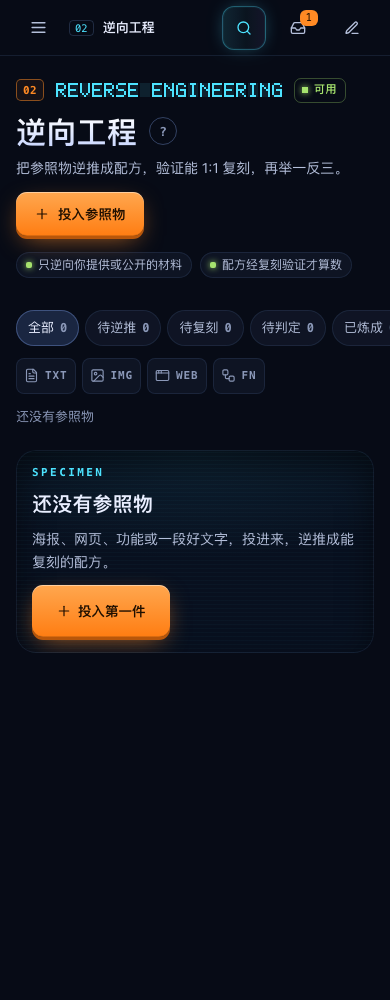 02 逆向工程 1
02 REVERSE ENGINEERING 可用
逆向工程 ?
把参照物逆推成配方，验证能 1:1 复刻，再举一反三。
投入参照物
只逆向你提供或公开的材料 配方经复刻验证才算数
全部 0 待逆推 0 待复刻 0 待判定 0 已炼成
TXT IMG WEB FN
还没有参照物
SPECIMEN
还没有参照物
海报、网页、功能或一段好文字，投进来，逆推成能
复刻的配方。
投入第一件